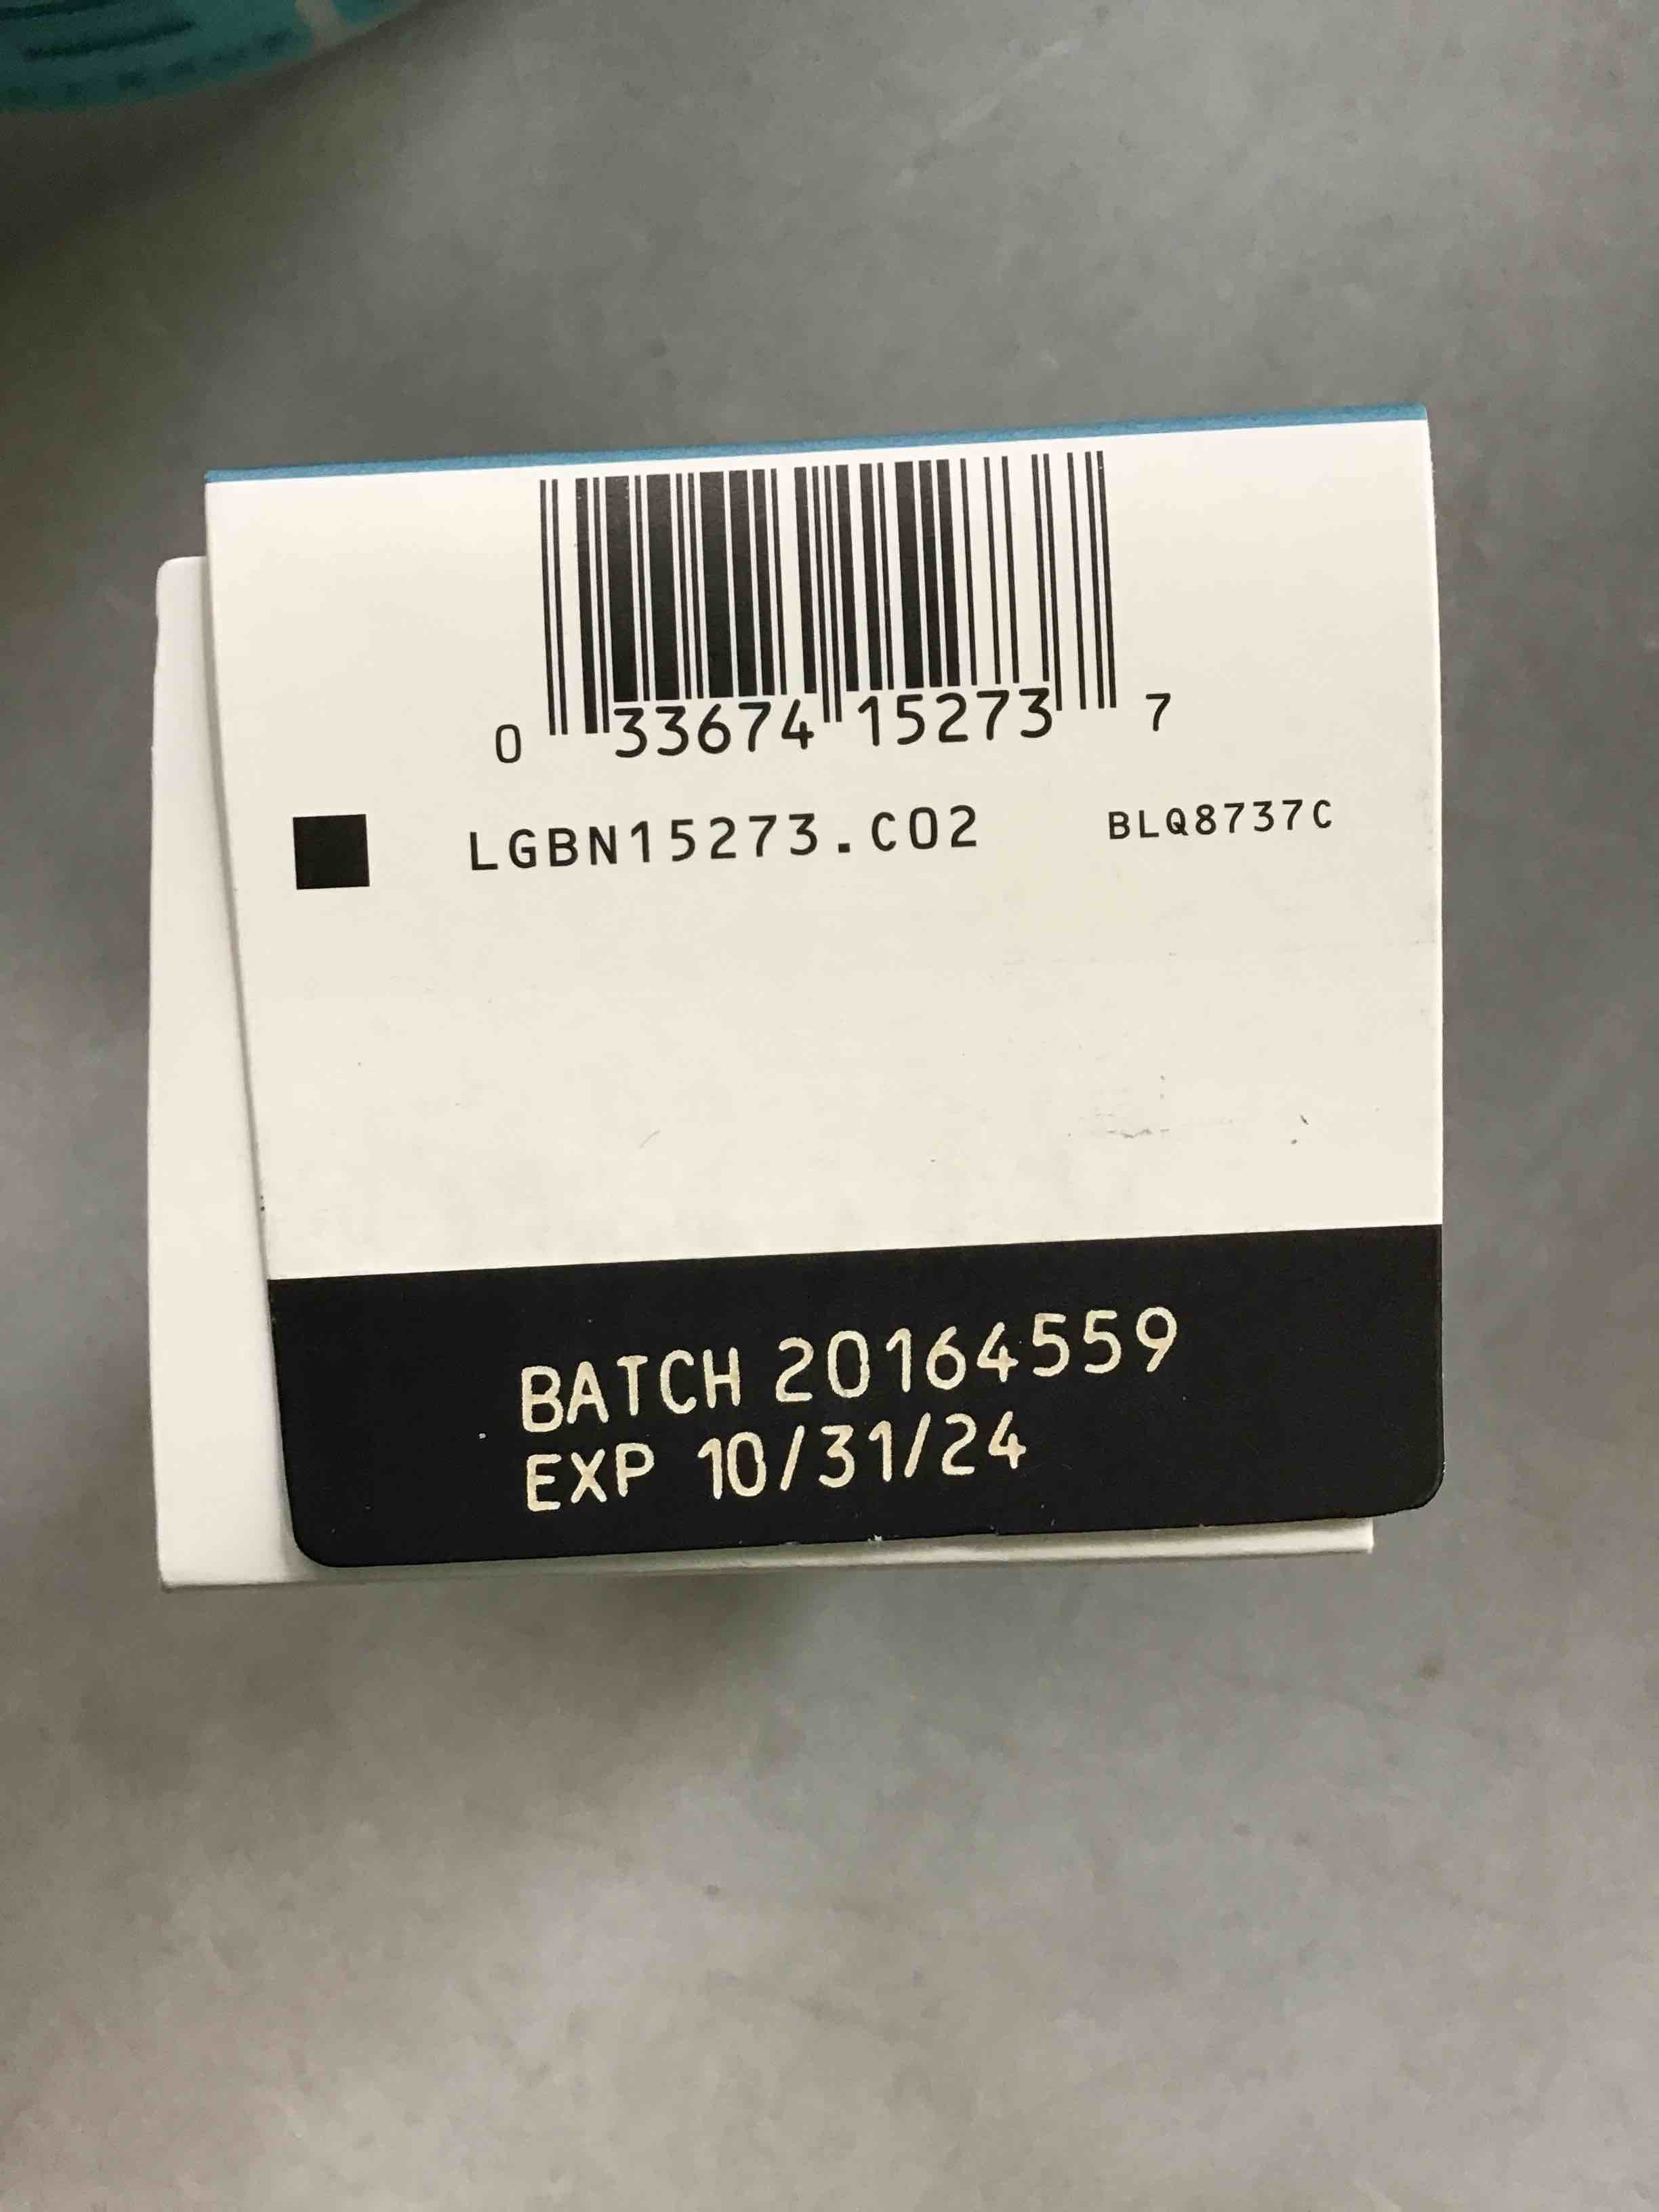 0 33674 15273 7
LGBN15273.C02 BLQ8737C
BATCH 20164559
EXP 10/31/24